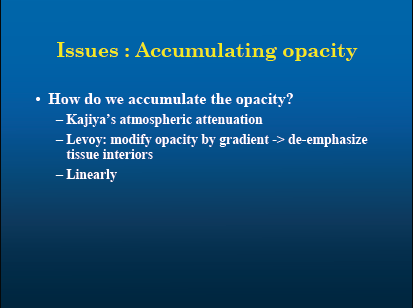 Issues : Accumulating opacity
• How do we accumulate the opacity?
– Kajiya's atmospheric attenuation
– Levoy: modify opacity by gradient -> de-emphasize
tissue interiors
– Linearly